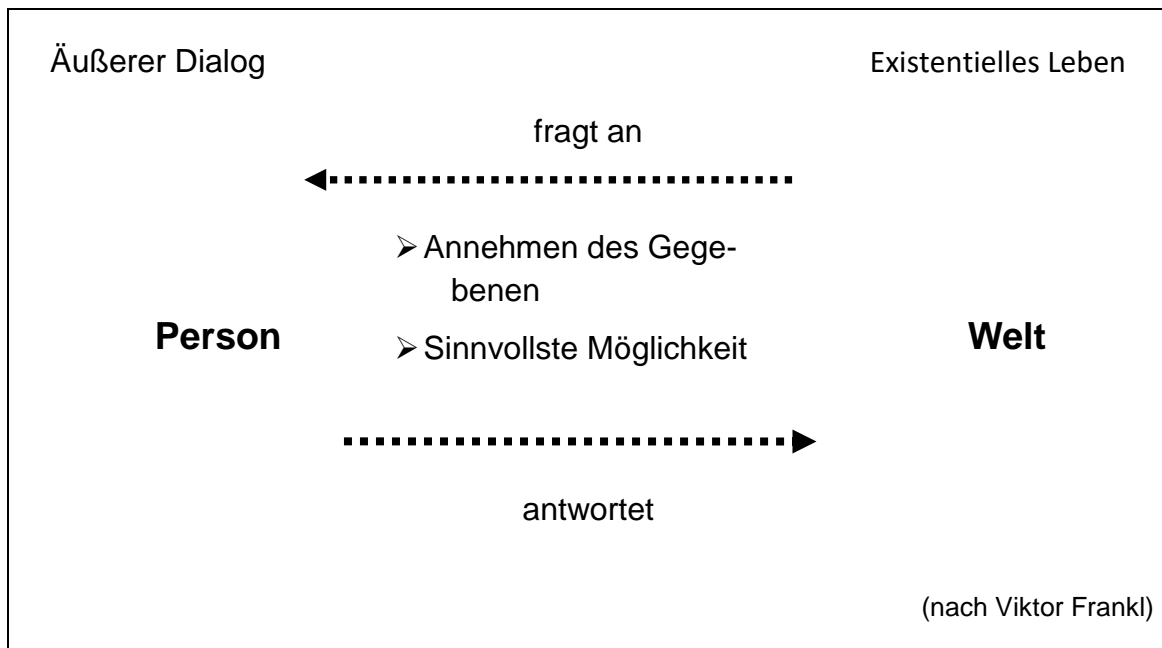 Äußerer Dialog
Existentielles Leben
fragt an
➢ Annehmen des Gege-
benen
Person
➢ Sinnvollste Möglichkeit
Welt
antwortet
(nach Viktor Frankl)